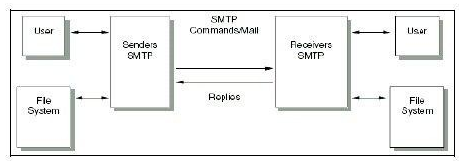 User
Senders
SMTP
SMTP
Commands/Mail
Receivers
SMTP
User
File
System
Replies
File
System